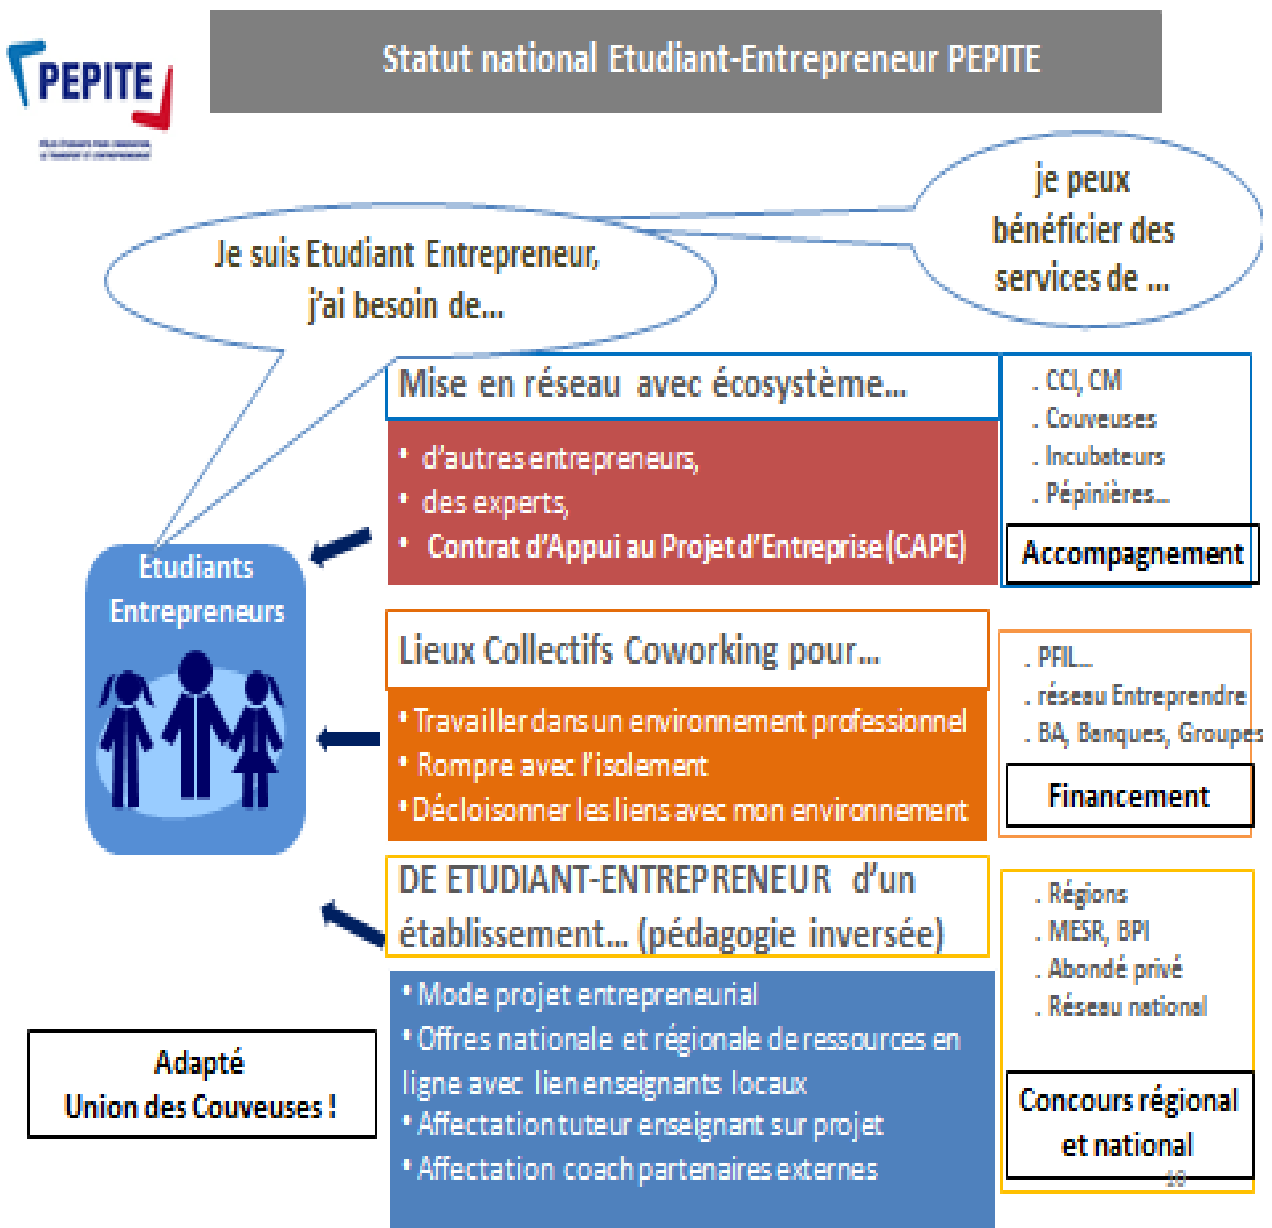 Statut national Etudiant-Entrepreneur PEPITE
PEPITE
je peux
bénéficier des
services de ...
Je suis Etudiant Entrepreneur,
j'ai besoin de...
Mise en réseau avec écosystème...
• d'autres entrepreneurs,
• des experts,
• Contrat d'Appui au Projet d'Entreprise (CAPE)
. CCI, CM
. Couveuses
. Incubateurs
. Pépinières...
Accompagnement
Etudiants
Entrepreneurs
Lieux Collectifs Coworking pour...
• Travailler dans un environnement professionnel
• Rompre avec l'isolement
• Décloisonner les liens avec mon environnement
. PFIL...
. réseau Entreprendre
. BA, Banques, Groupes
Financement
DE ETUDIANT-ENTREPRENEUR d'un
établissement... (pédagogie inversée)
• Mode projet entrepreneurial
• Offres nationale et régionale de ressources en
ligne avec lien enseignants locaux
• Affectation tuteur enseignant sur projet
• Affectation coach partenaires externes
. Régions
. MESR, BPI
. Abondé privé
. Réseau national
Concours régional
et national
Adapté
Union des Couveuses !